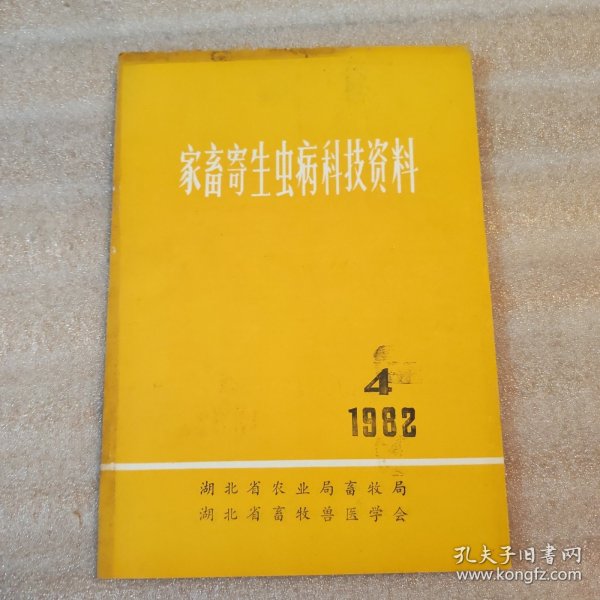 家畜寄生虫病科技资料
4
1982
湖北省农业局畜牧局
湖北省畜牧兽医学会
孔夫子旧书网
www.kongfz.com